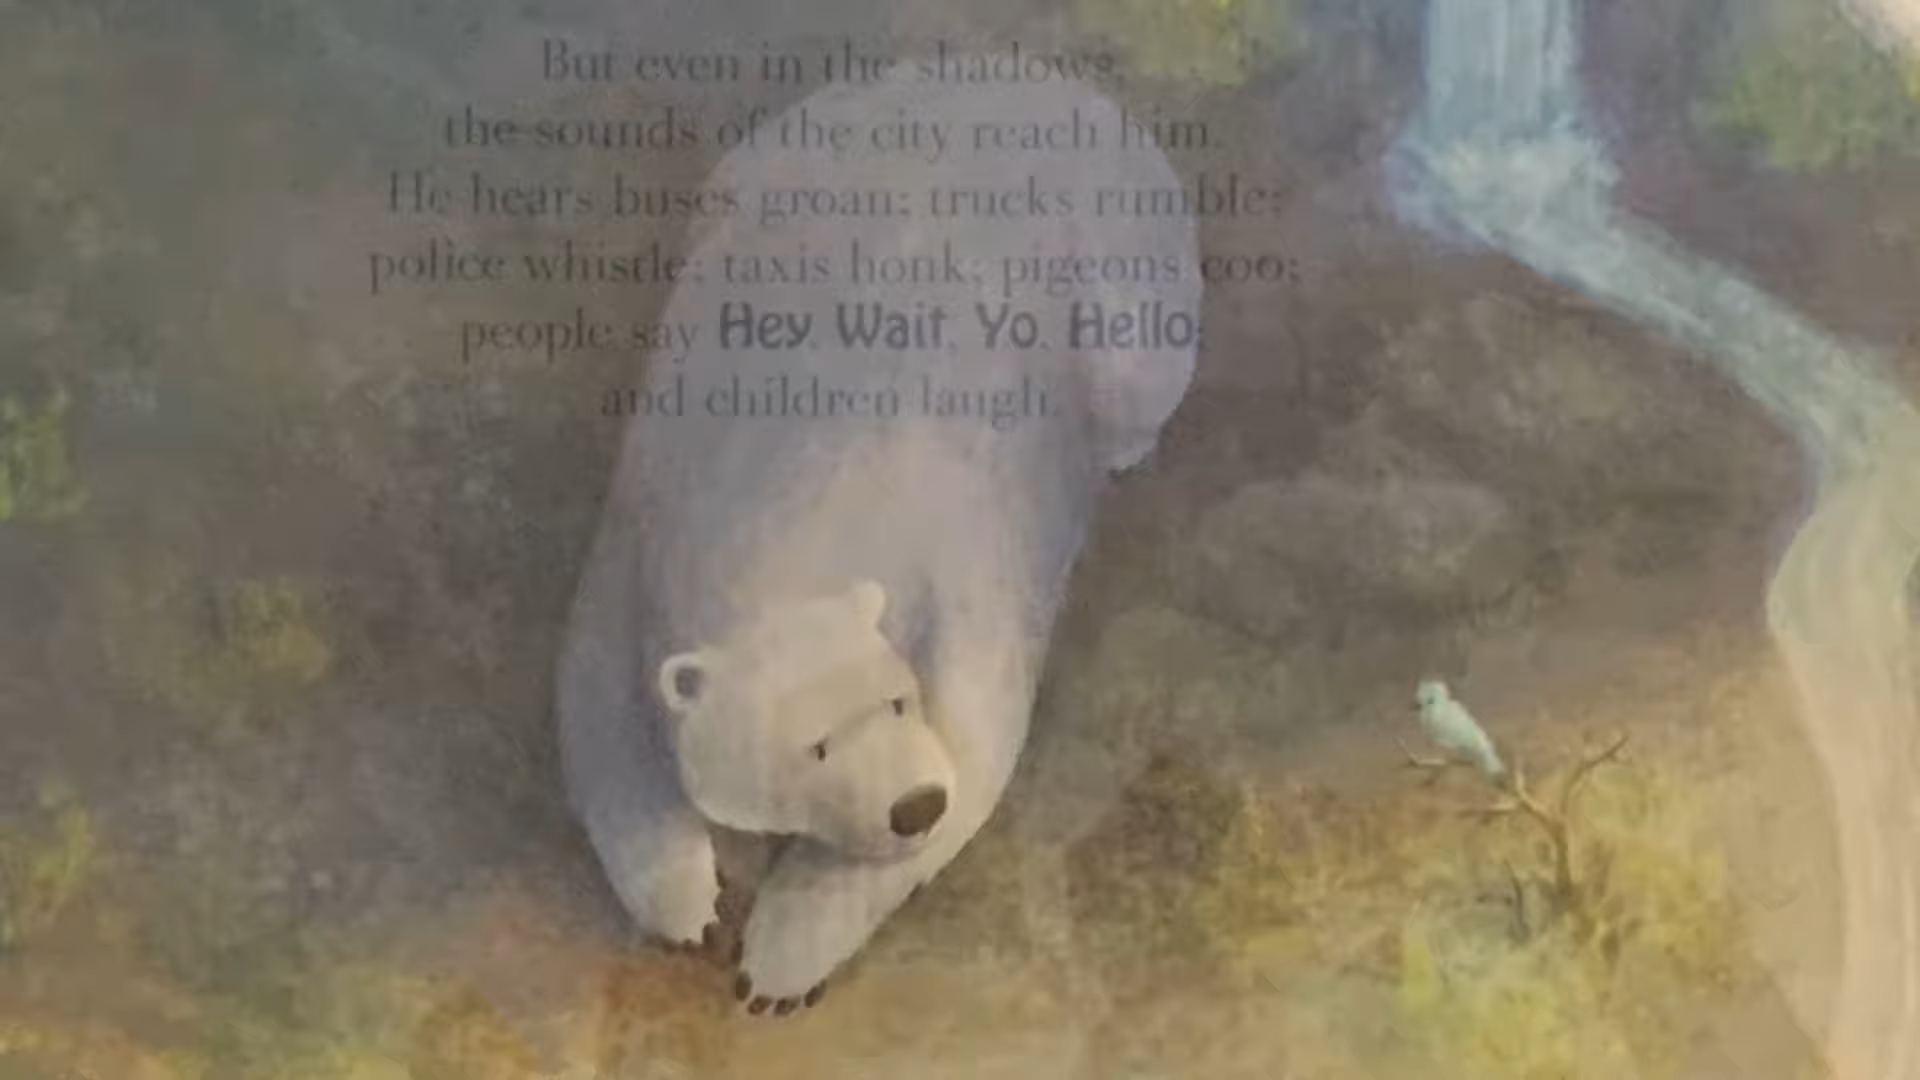 But even in the shadows,
the sounds of the city reach him.
He hears buses groan; trucks rumble;
police whistle; taxis honk; pigeons coo;
people say Hey, Wait, Yo, Hello;
and children laugh.